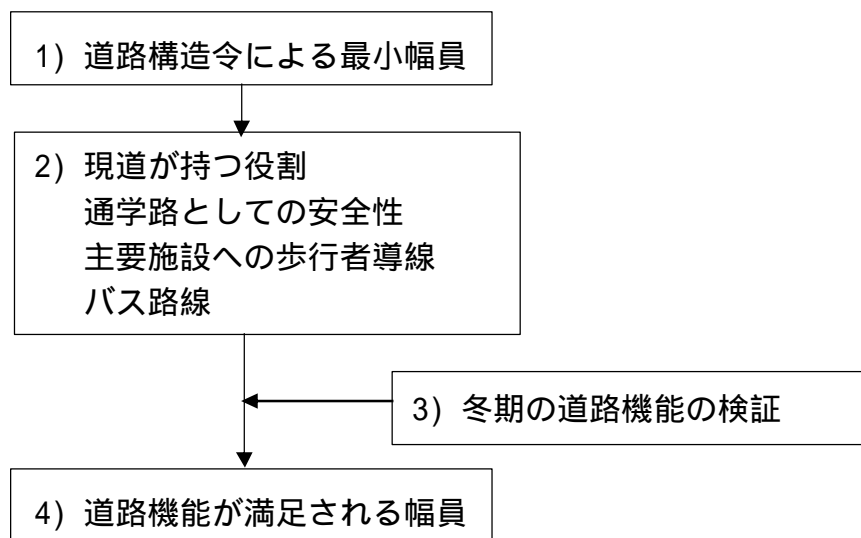 1) 道路構造令による最小幅員
2) 現道が持つ役割
通学路としての安全性
主要施設への歩行者導線
バス路線
3) 冬期の道路機能の検証
4) 道路機能が満足される幅員